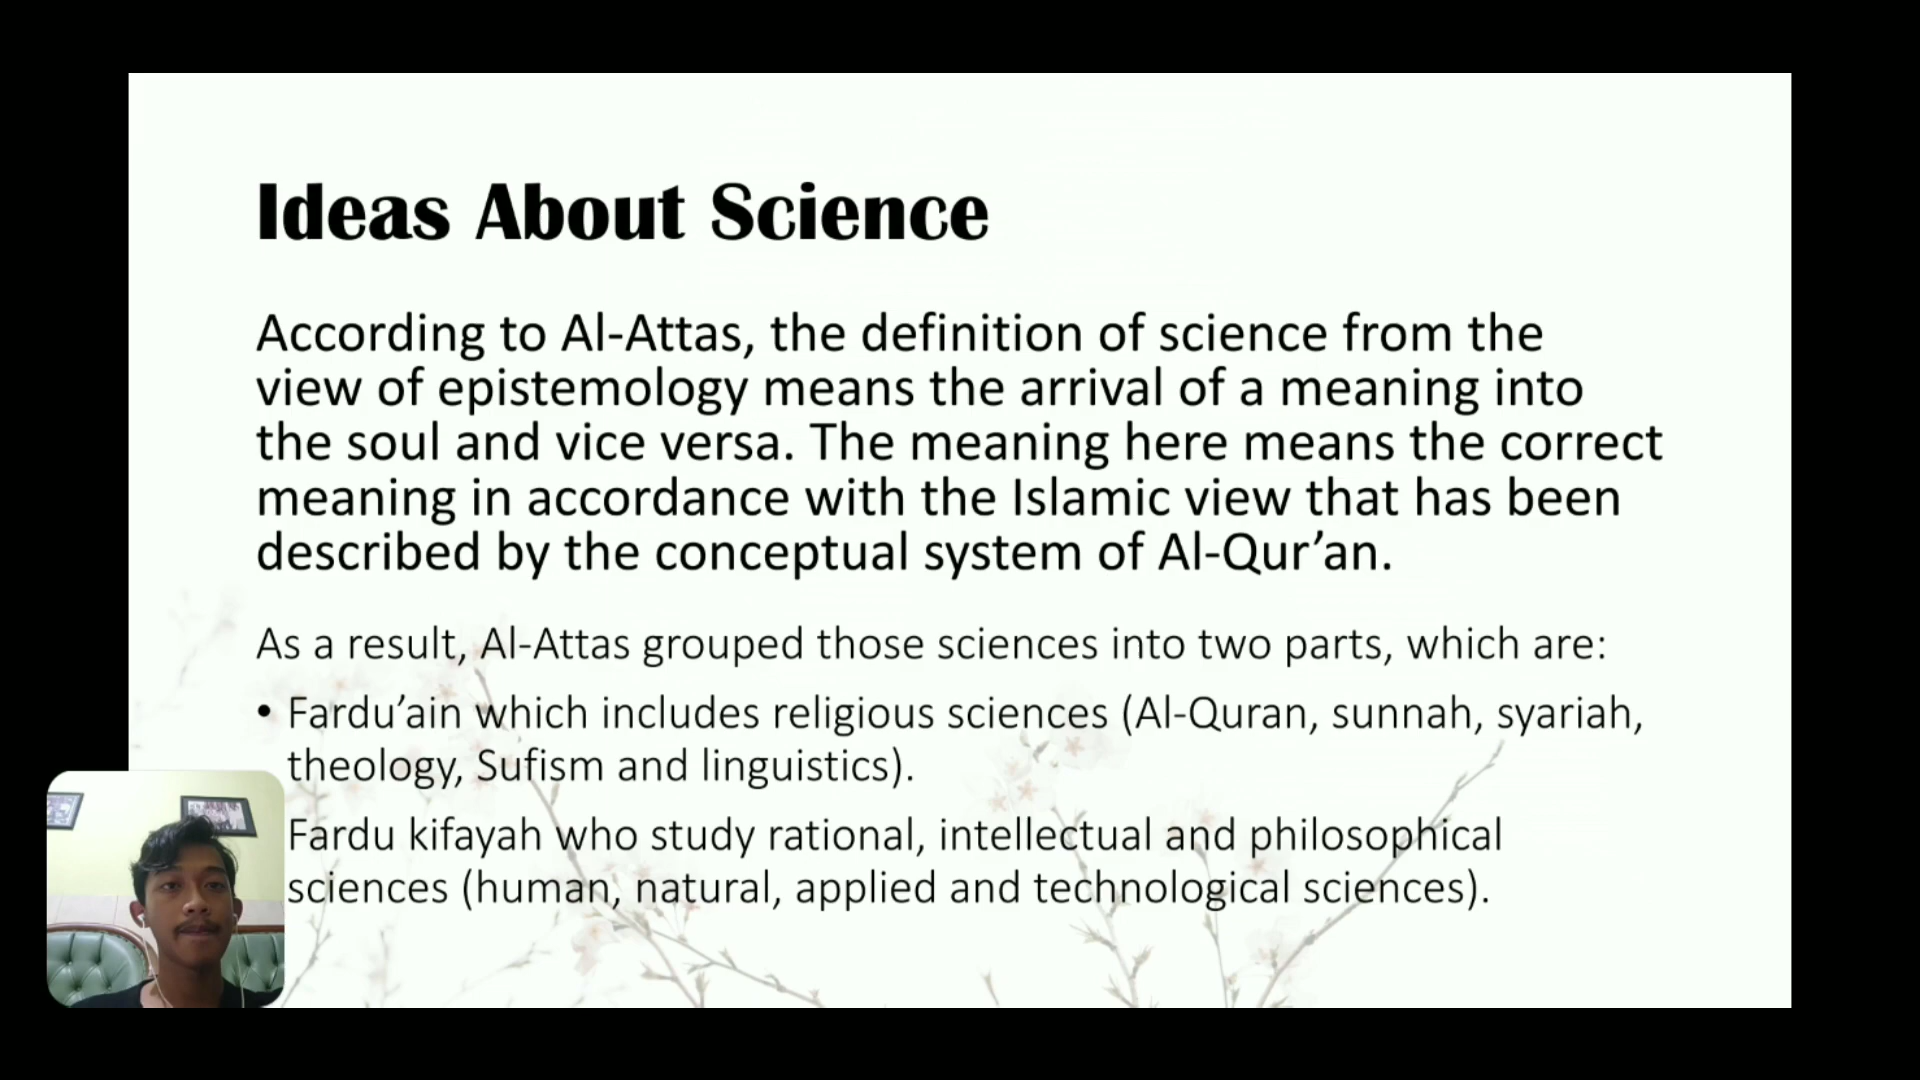 Ideas About Science
According to Al-Attas, the definition of science from the
view of epistemology means the arrival of a meaning into
the soul and vice versa. The meaning here means the correct
meaning in accordance with the Islamic view that has been
described by the conceptual system of Al-Qur’an.
As a result, Al-Attas grouped those sciences into two parts, which are:
• Fardu’ain which includes religious sciences (Al-Quran, sunnah, syariah,
theology, Sufism and linguistics).
Fardu kifayah who study rational, intellectual and philosophical
sciences (human, natural, applied and technological sciences).